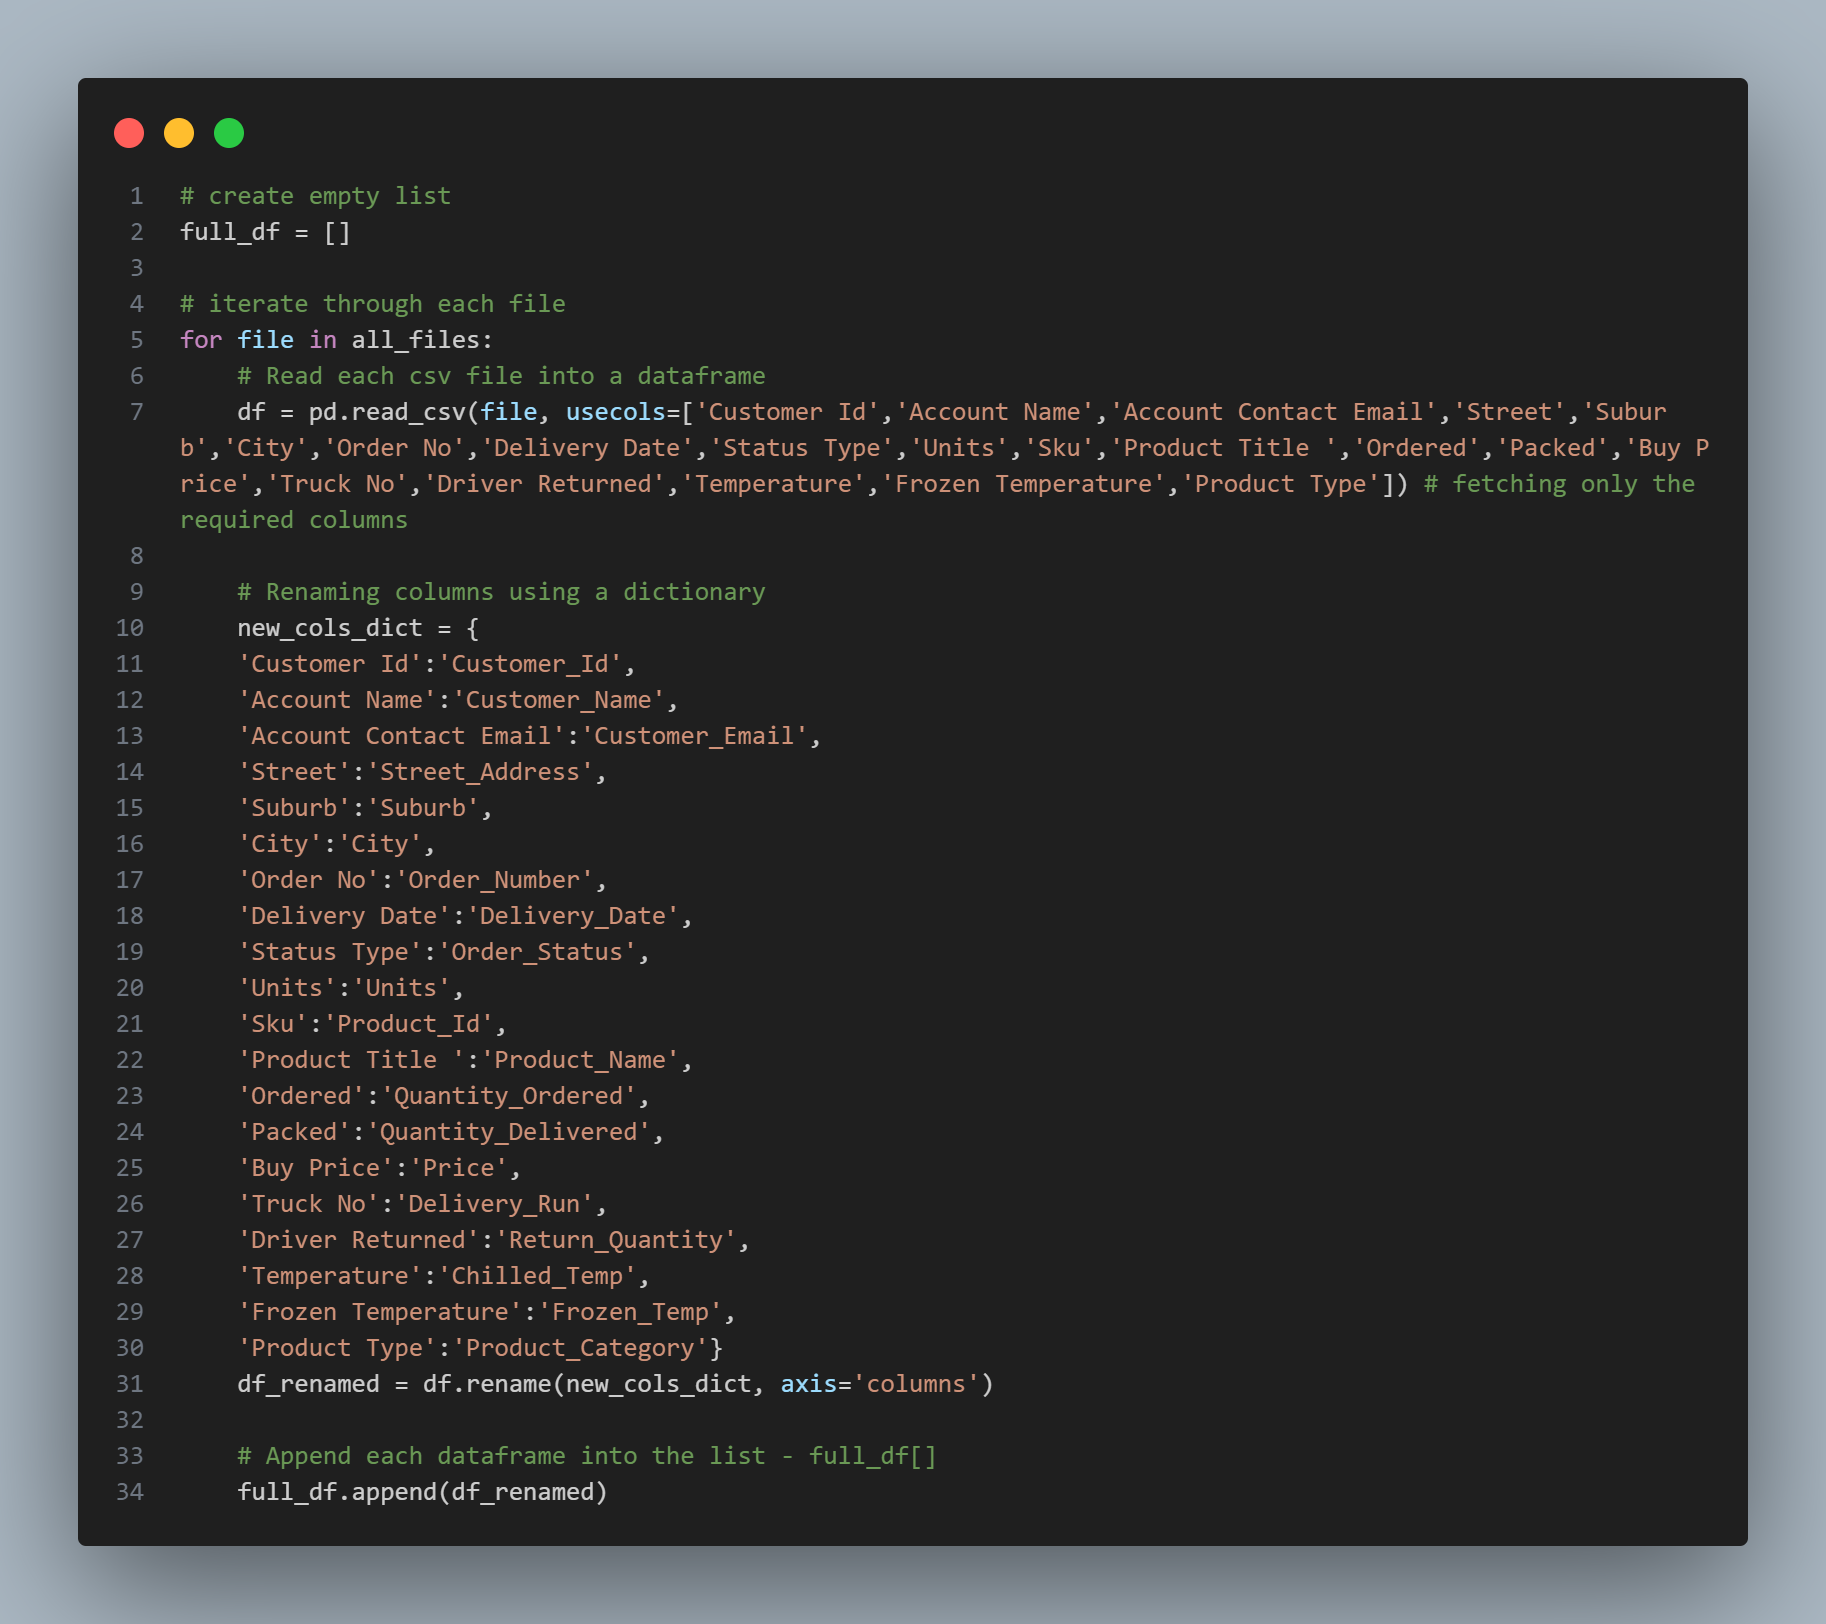 1 # create empty list
2 full_df = []
3
4 # iterate through each file
5 for file in all_files:
6     # Read each csv file into a dataframe
7     df = pd.read_csv(file, usecols=['Customer Id','Account Name','Account Contact Email','Street','Subur
b','City','Order No','Delivery Date','Status Type','Units','Sku','Product Title ','Ordered','Packed','Buy P
rice','Truck No','Driver Returned','Temperature','Frozen Temperature','Product Type']) # fetching only the
required columns
8
9     # Renaming columns using a dictionary
10     new_cols_dict = {
11     'Customer Id':'Customer_Id',
12     'Account Name':'Customer_Name',
13     'Account Contact Email':'Customer_Email',
14     'Street':'Street_Address',
15     'Suburb':'Suburb',
16     'City':'City',
17     'Order No':'Order_Number',
18     'Delivery Date':'Delivery_Date',
19     'Status Type':'Order_Status',
20     'Units':'Units',
21     'Sku':'Product_Id',
22     'Product Title ':'Product_Name',
23     'Ordered':'Quantity_Ordered',
24     'Packed':'Quantity_Delivered',
25     'Buy Price':'Price',
26     'Truck No':'Delivery_Run',
27     'Driver Returned':'Return_Quantity',
28     'Temperature':'Chilled_Temp',
29     'Frozen Temperature':'Frozen_Temp',
30     'Product Type':'Product_Category'}
31     df_renamed = df.rename(new_cols_dict, axis='columns')
32
33     # Append each dataframe into the list - full_df[]
34     full_df.append(df_renamed)